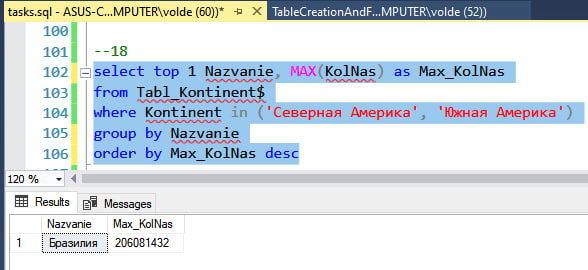 tasks.sql - ASUS-C...MPUTER\volde (60))* TableCreationAndF...MPUTER\volde (52))
100
101 --18
102 select top 1 Nazvanie, MAX(KolNas) as Max_KolNas
103 from Tabl_Kontinent$
104 where Kontinent in ('Северная Америка', 'Южная Америка')
105 group by Nazvanie
106 order by Max_KolNas desc
120 %
Results Messages
Nazvanie Max_KolNas
1 Бразилия 206081432